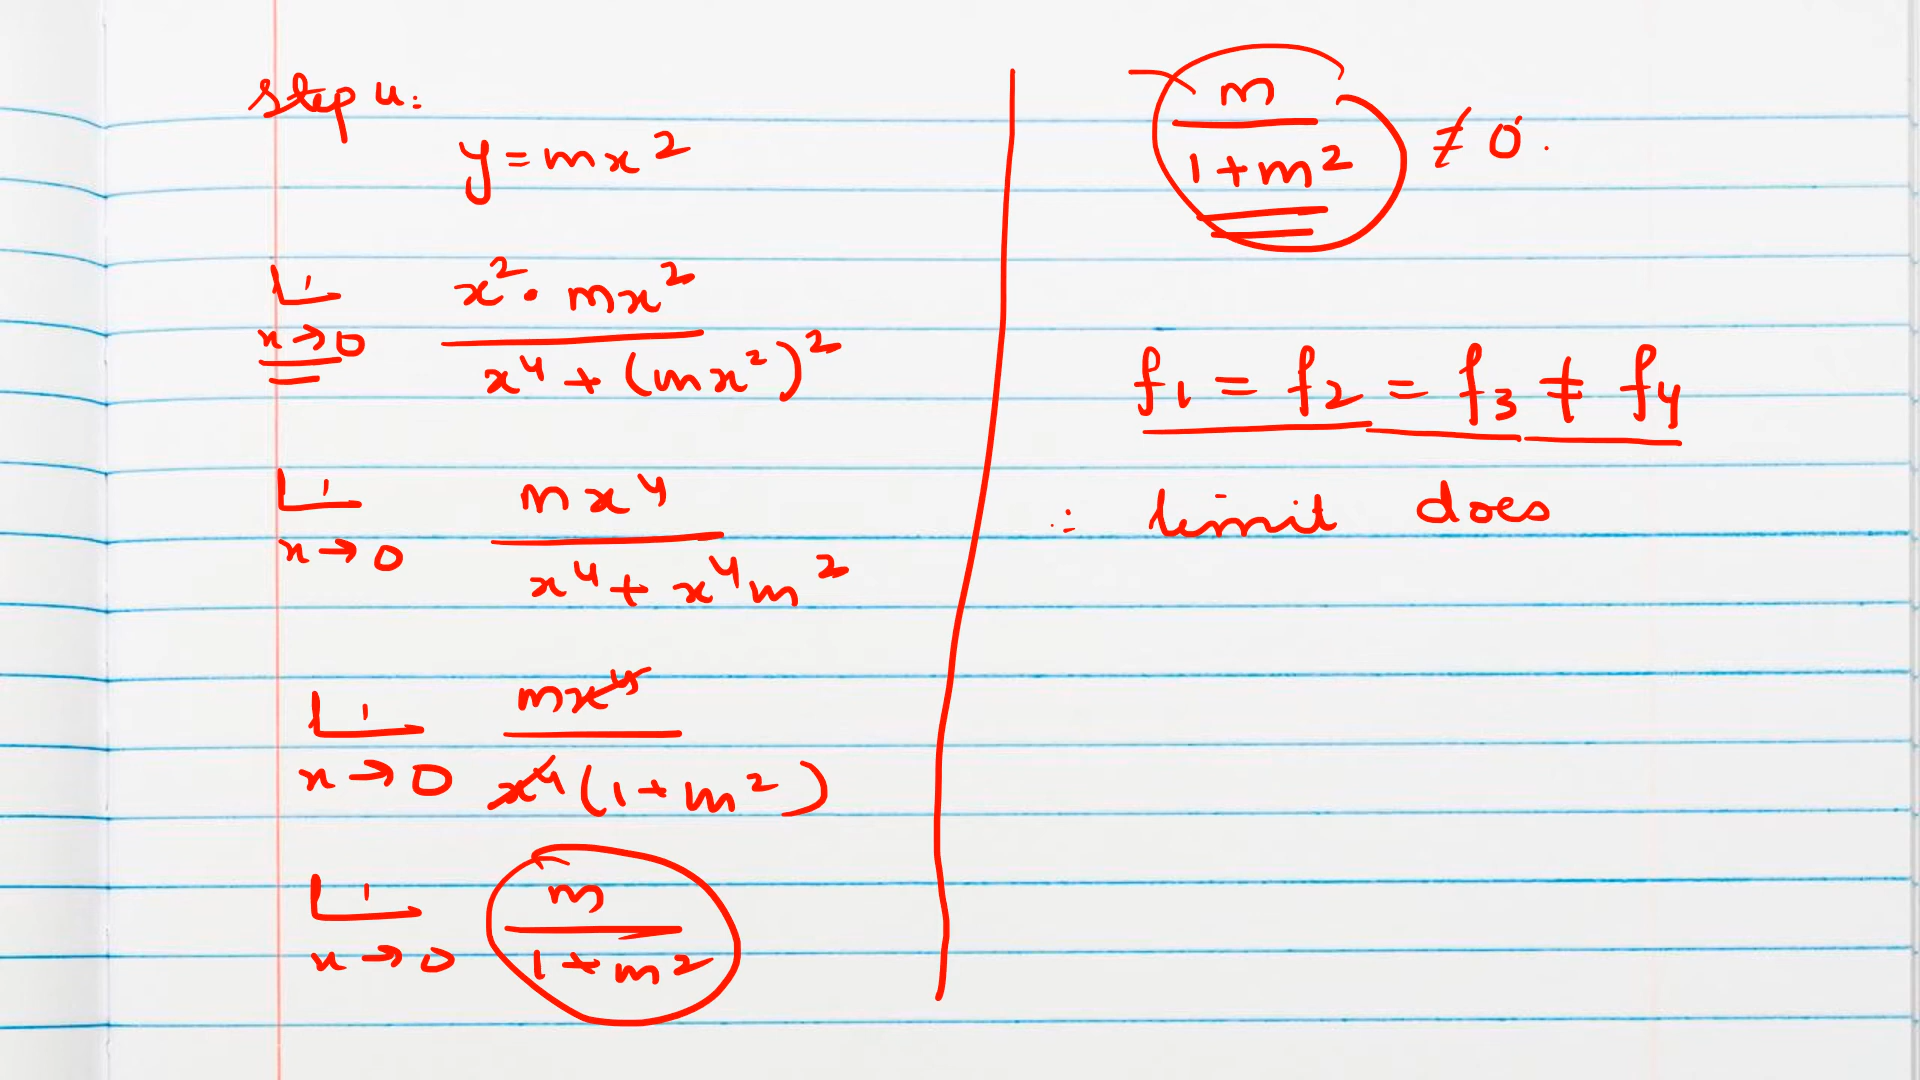 step 4:
y = mx²
Lt x→0 x² · mx² / x⁴ + (mx²)²
Lt x→0 mx⁴ / x⁴ + x⁴m²
Lt x→0 mx⁴ / x⁴(1+m²)
Lt x→0 m / 1+m²
m / 1+m² ≠ 0.
f₁ = f₂ = f₃ ≠ f₄
∴ limit does